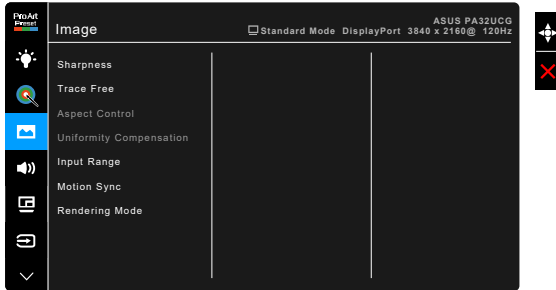 ProArt
Preset
Image
ASUS PA32UCG
Standard Mode DisplayPort 3840 x 2160@ 120Hz
Sharpness
Trace Free
Aspect Control
Uniformity Compensation
Input Range
Motion Sync
Rendering Mode